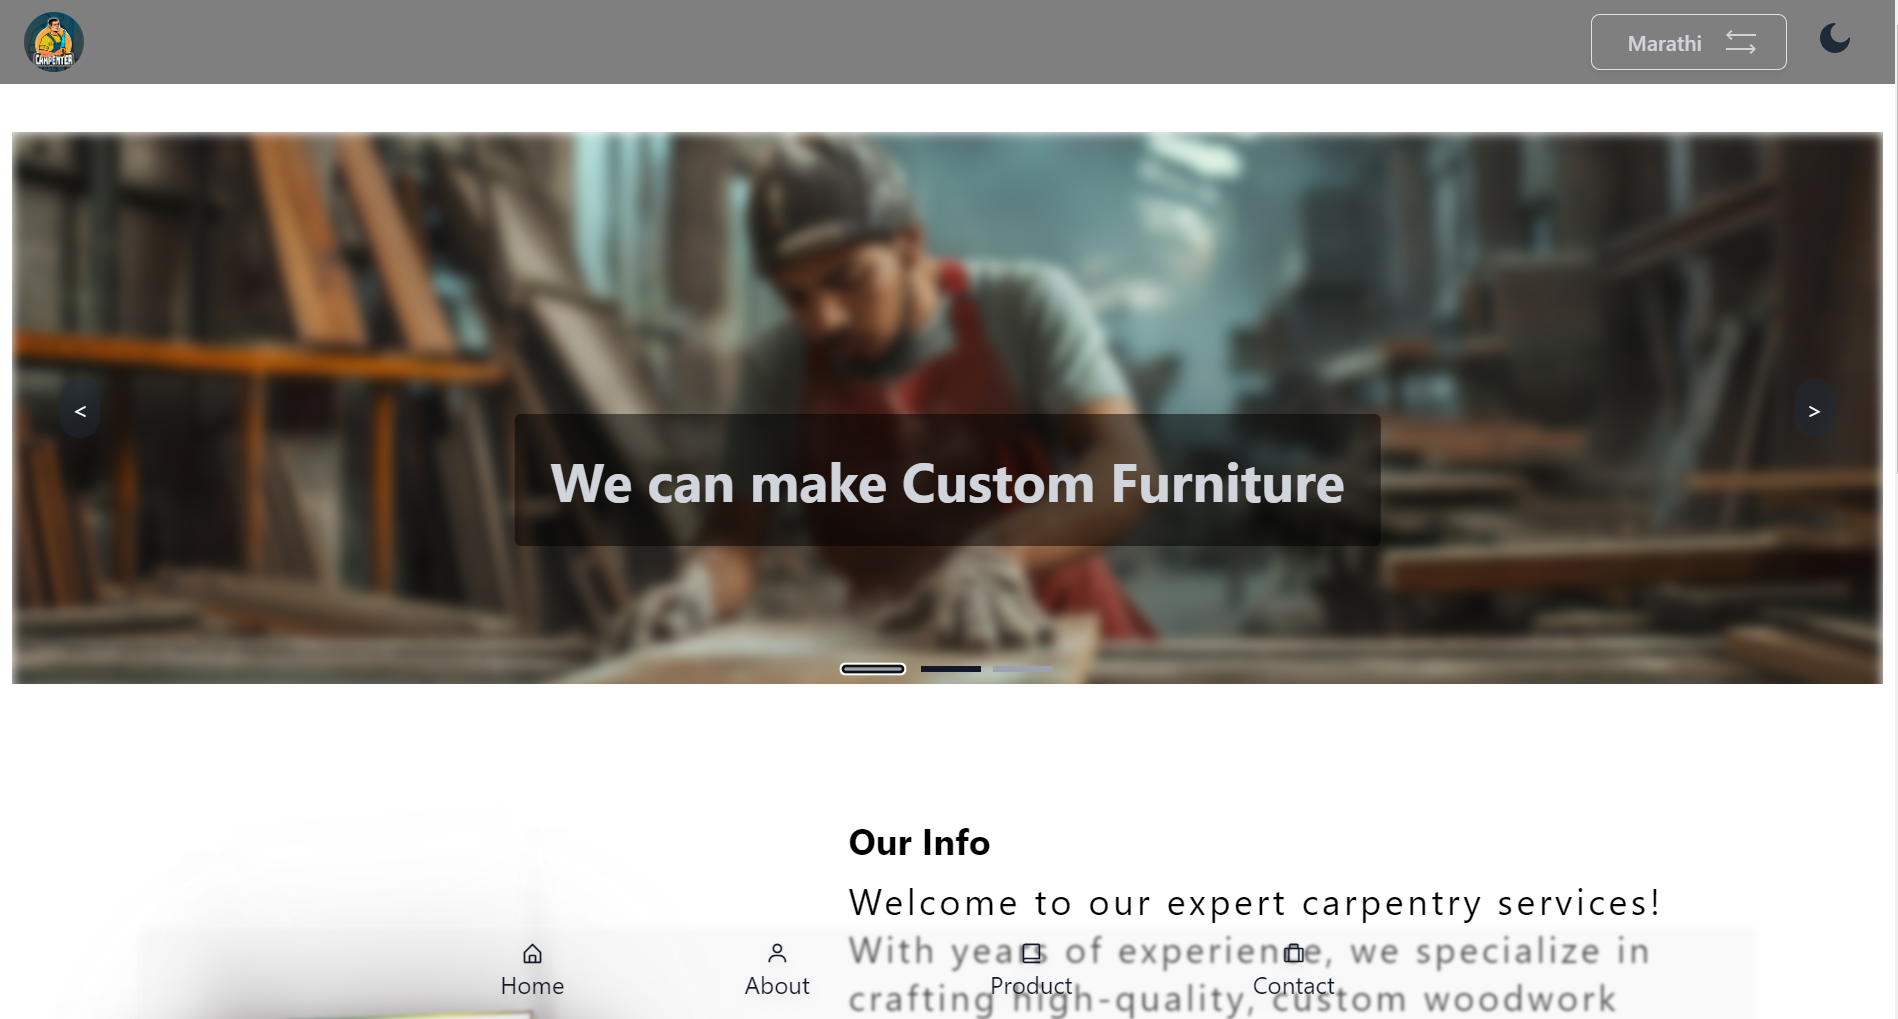 CARPENTER
Marathi
<
>
We can make Custom Furniture
Our Info
Welcome to our expert carpentry services!
With years of experience, we specialize in
crafting high-quality, custom woodwork
Home
About
Product
Contact